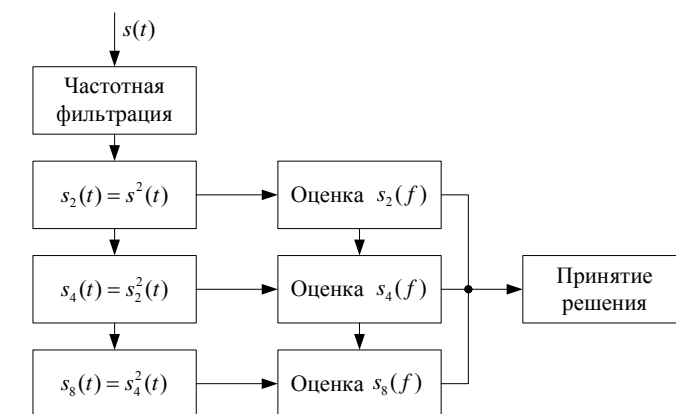 s(t)
Частотная
фильтрация
s₂(t) = s²(t)
Оценка s₂(f)
s₄(t) = s₂²(t)
Оценка s₄(f)
Принятие
решения
s₈(t) = s₄²(t)
Оценка s₈(f)